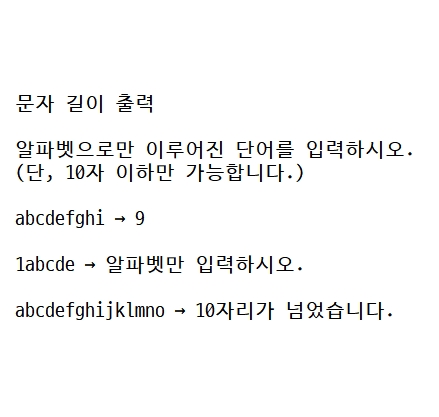 문자 길이 출력
알파벳으로만 이루어진 단어를 입력하시오.
(단, 10자 이하만 가능합니다.)
abcdefghi → 9
1abcde → 알파벳만 입력하시오.
abcdefghijklmno → 10자리가 넘었습니다.